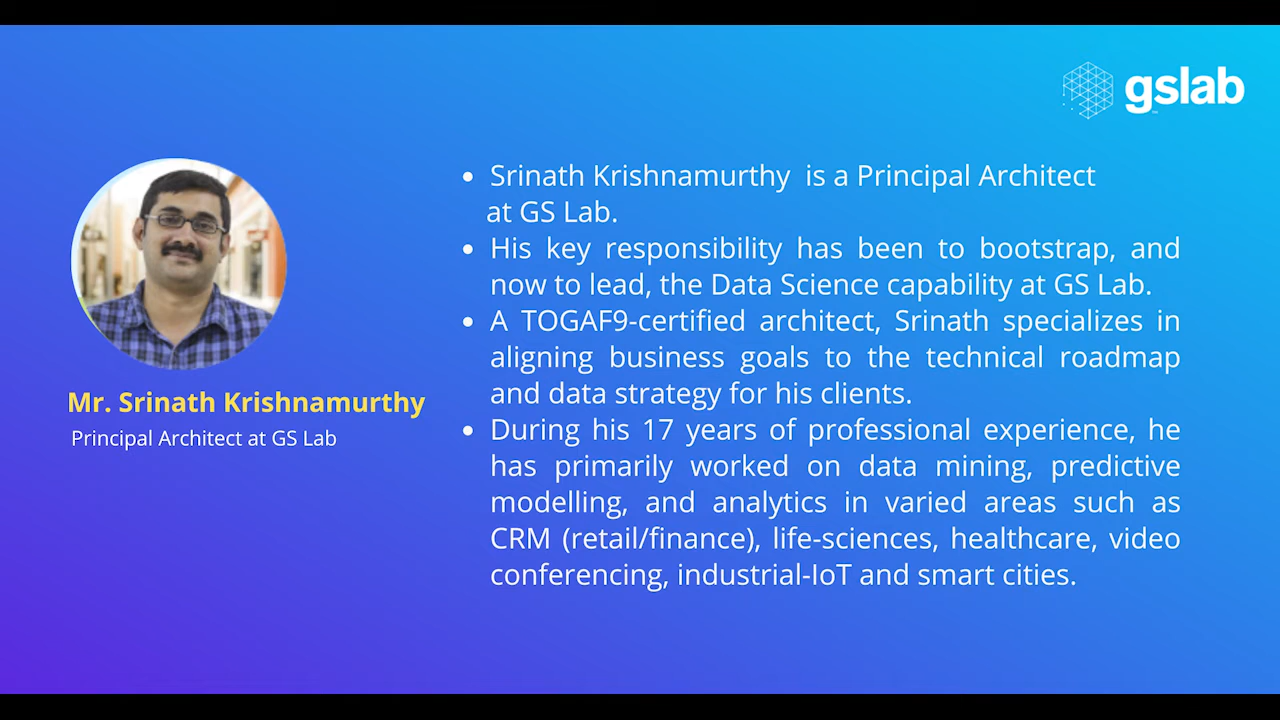 gslab
• Srinath Krishnamurthy is a Principal Architect
at GS Lab.
• His key responsibility has been to bootstrap, and
now to lead, the Data Science capability at GS Lab.
• A TOGAF9-certified architect, Srinath specializes in
aligning business goals to the technical roadmap
and data strategy for his clients.
• During his 17 years of professional experience, he
has primarily worked on data mining, predictive
modelling, and analytics in varied areas such as
CRM (retail/finance), life-sciences, healthcare, video
conferencing, industrial-IoT and smart cities.
Mr. Srinath Krishnamurthy
Principal Architect at GS Lab